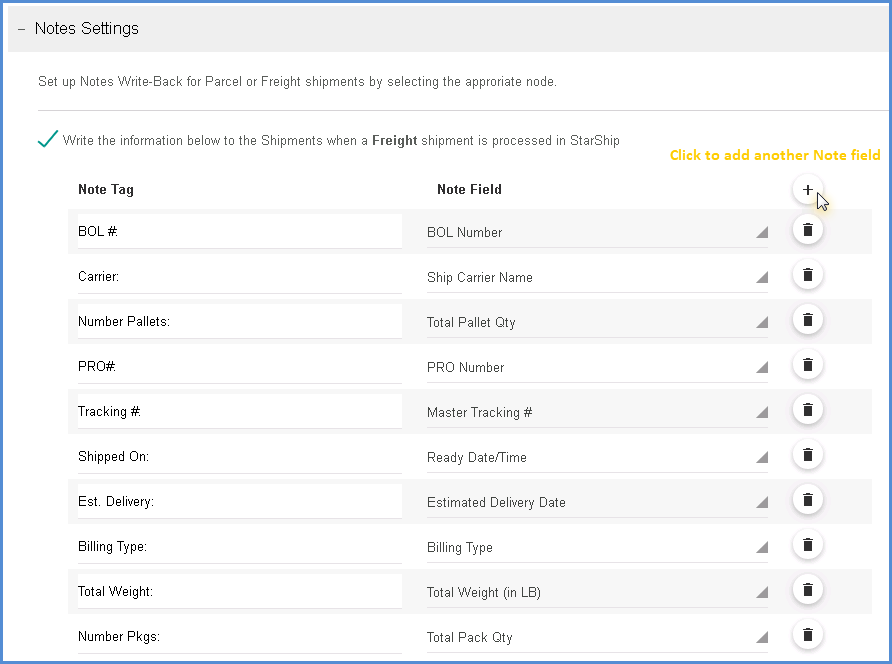 – Notes Settings
Set up Notes Write-Back for Parcel or Freight shipments by selecting the approriate node.
Write the information below to the Shipments when a Freight shipment is processed in StarShip
Click to add another Note field
Note Tag Note Field +
BOL #: BOL Number
Carrier: Ship Carrier Name
Number Pallets: Total Pallet Qty
PRO#: PRO Number
Tracking #: Master Tracking #
Shipped On: Ready Date/Time
Est. Delivery: Estimated Delivery Date
Billing Type: Billing Type
Total Weight: Total Weight (in LB)
Number Pkgs: Total Pack Qty